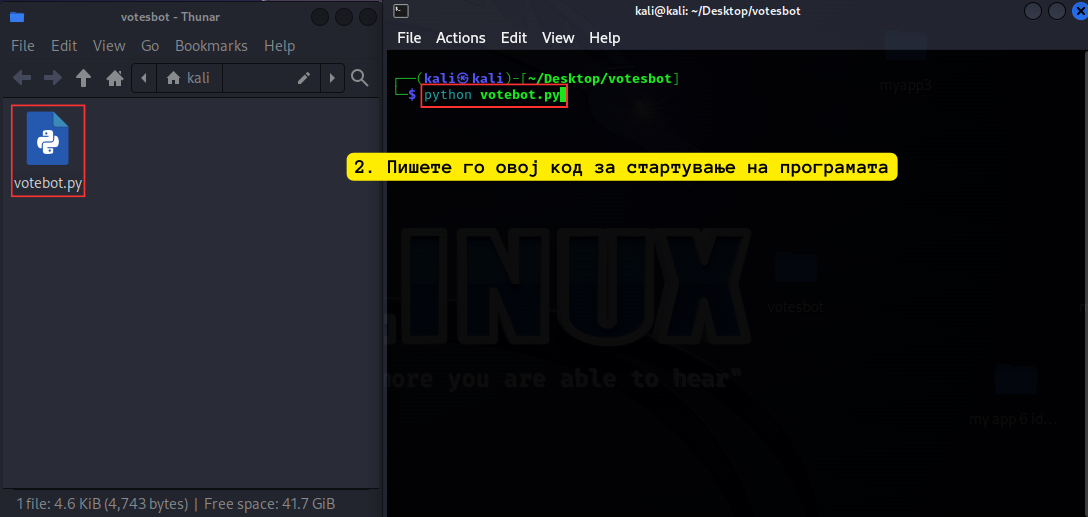 votesbot - Thunar
File Edit View Go Bookmarks Help
kali
votebot.py
1 file: 4.6 KiB (4,743 bytes) | Free space: 41.7 GiB
kali@kali: ~/Desktop/votesbot
File Actions Edit View Help
(kali㉿kali)-[~/Desktop/votesbot]
$ python votebot.py
2. Пишете го овој код за стартување на програмата
myapp3
LINUX
votesbot
more you are able to hear"
my app 6 id...